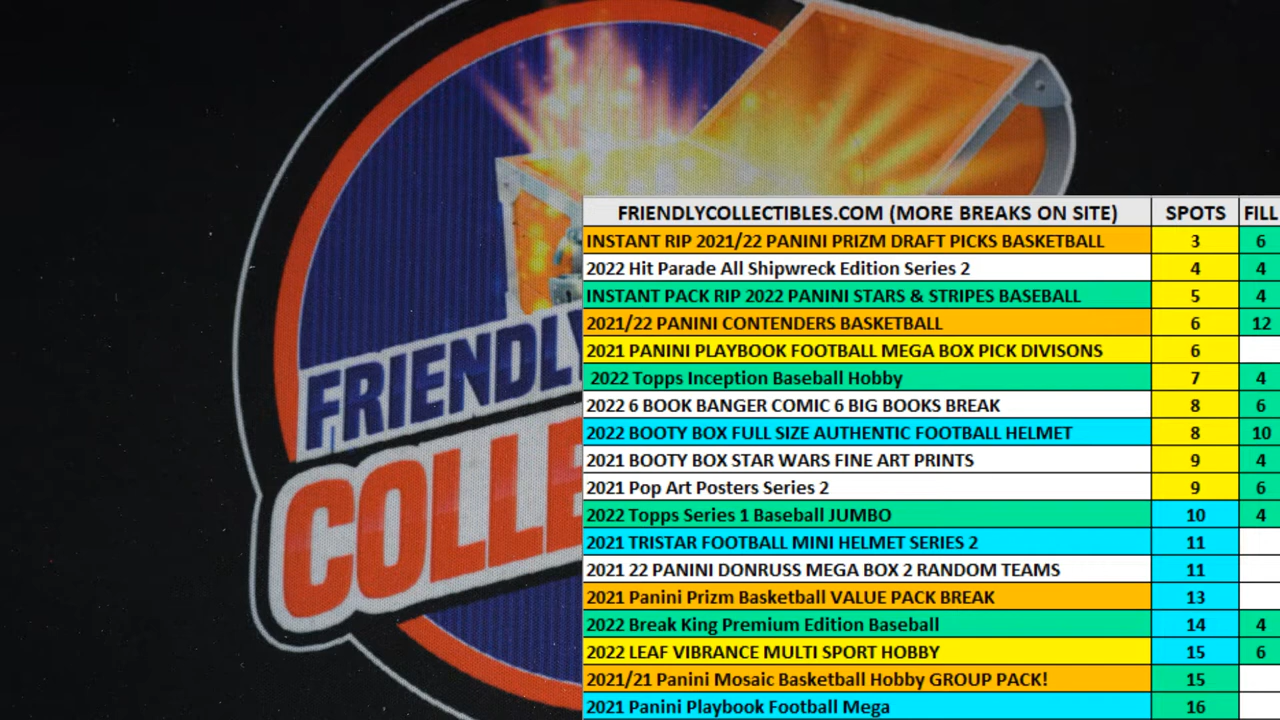 FRIENDLY
COLLE
FRIENDLYCOLLECTIBLES.COM (MORE BREAKS ON SITE) SPOTS FILL
INSTANT RIP 2021/22 PANINI PRIZM DRAFT PICKS BASKETBALL 3 6
2022 Hit Parade All Shipwreck Edition Series 2 4 4
INSTANT PACK RIP 2022 PANINI STARS & STRIPES BASEBALL 5 4
2021/22 PANINI CONTENDERS BASKETBALL 6 12
2021 PANINI PLAYBOOK FOOTBALL MEGA BOX PICK DIVISONS 6
2022 Topps Inception Baseball Hobby 7 4
2022 6 BOOK BANGER COMIC 6 BIG BOOKS BREAK 8 6
2022 BOOTY BOX FULL SIZE AUTHENTIC FOOTBALL HELMET 8 10
2021 BOOTY BOX STAR WARS FINE ART PRINTS 9 4
2021 Pop Art Posters Series 2 9 6
2022 Topps Series 1 Baseball JUMBO 10 4
2021 TRISTAR FOOTBALL MINI HELMET SERIES 2 11
2021 22 PANINI DONRUSS MEGA BOX 2 RANDOM TEAMS 11
2021 Panini Prizm Basketball VALUE PACK BREAK 13
2022 Break King Premium Edition Baseball 14 4
2022 LEAF VIBRANCE MULTI SPORT HOBBY 15 6
2021/21 Panini Mosaic Basketball Hobby GROUP PACK! 15
2021 Panini Playbook Football Mega 16